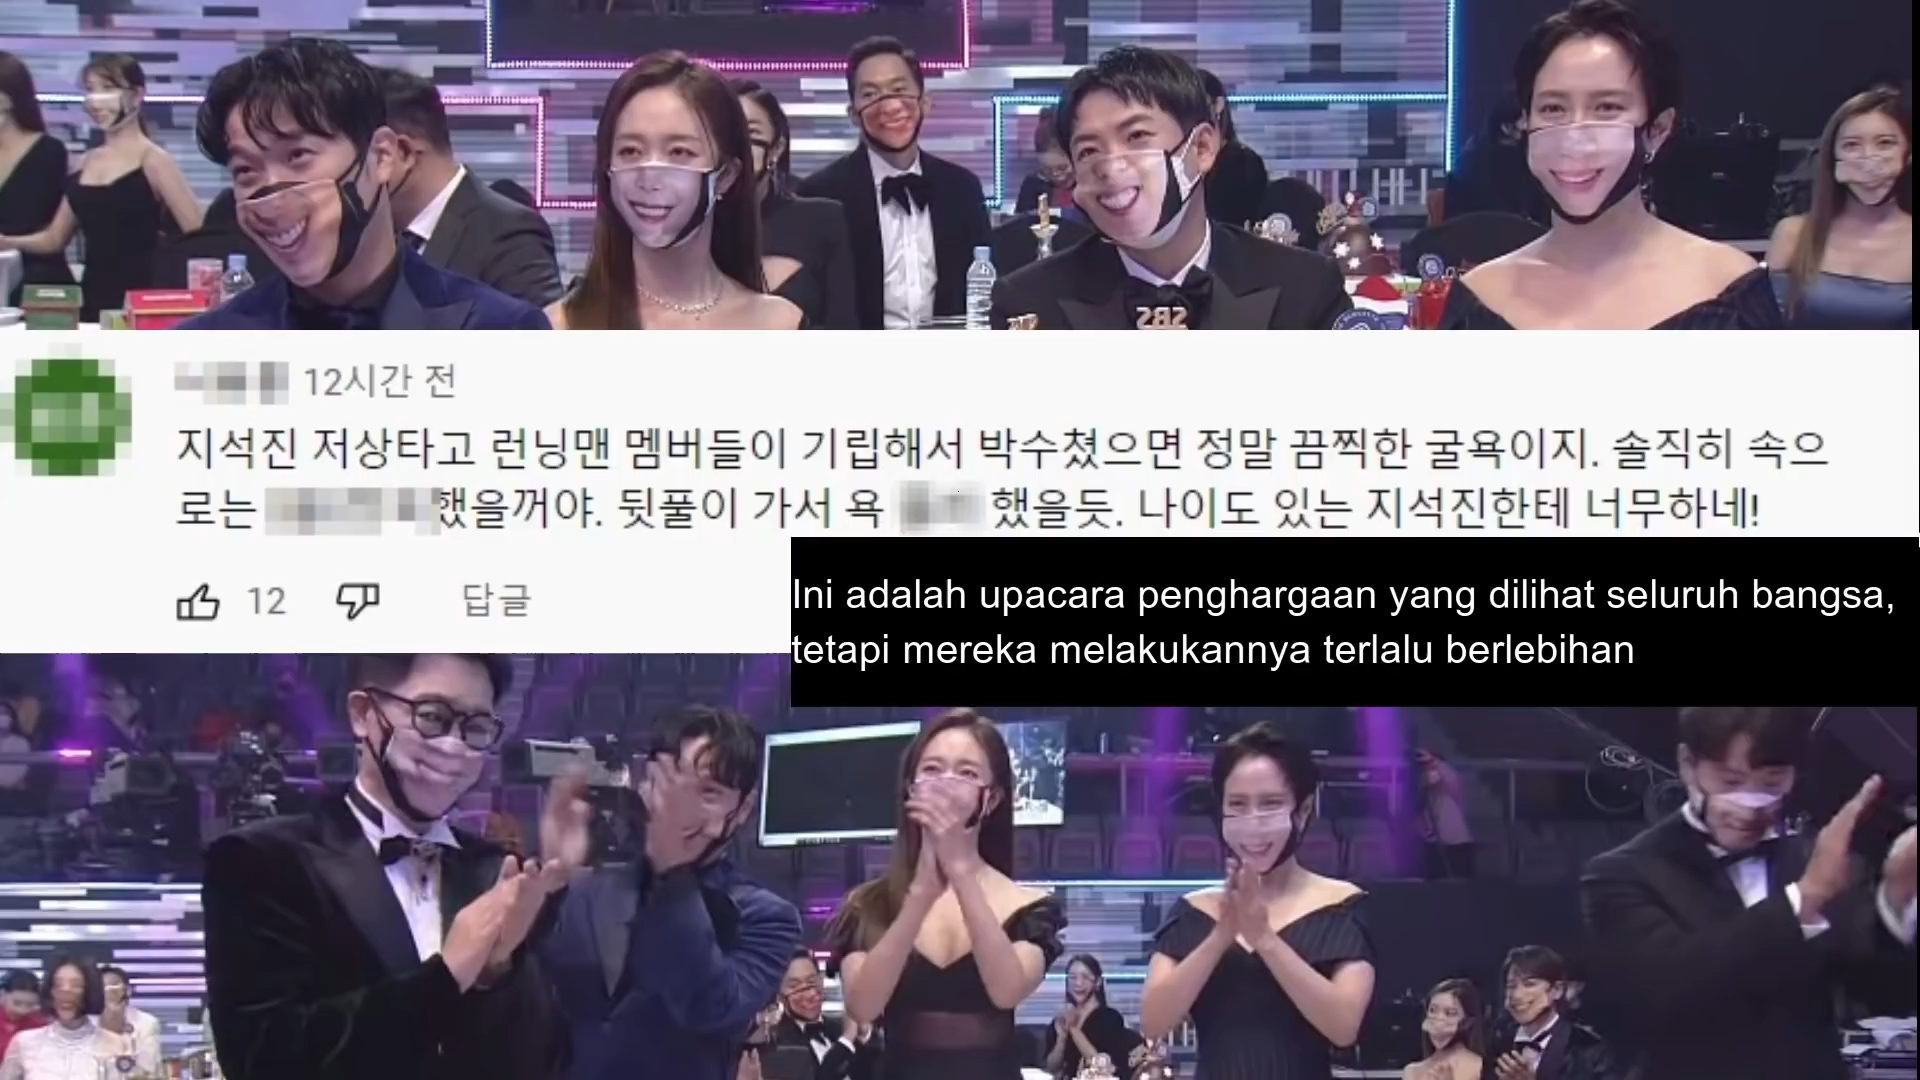 SBS
12시간 전
지석진 저상타고 런닝맨 멤버들이 기립해서 박수쳤으면 정말 끔찍한 굴욕이지. 솔직히 속으
로는 했을꺼야. 뒷풀이 가서 욕 했을듯. 나이도 있는 지석진한테 너무하네!
12 답글
Ini adalah upacara penghargaan yang dilihat seluruh bangsa,
tetapi mereka melakukannya terlalu berlebihan